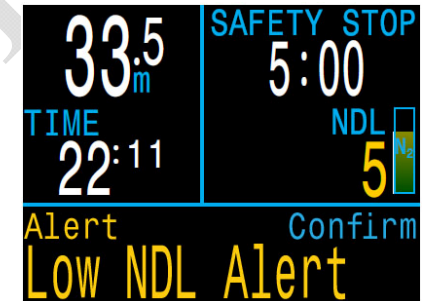 33.5 m
SAFETY STOP
5:00
TIME
22:11
NDL
5
N2
Alert
Confirm
Low NDL Alert